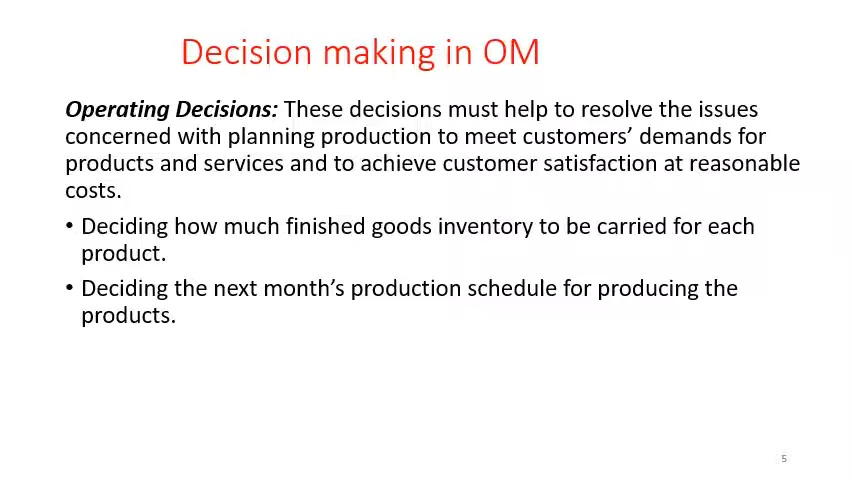 Decision making in OM
Operating Decisions: These decisions must help to resolve the issues
concerned with planning production to meet customers’ demands for
products and services and to achieve customer satisfaction at reasonable
costs.
• Deciding how much finished goods inventory to be carried for each
product.
• Deciding the next month’s production schedule for producing the
products.
5